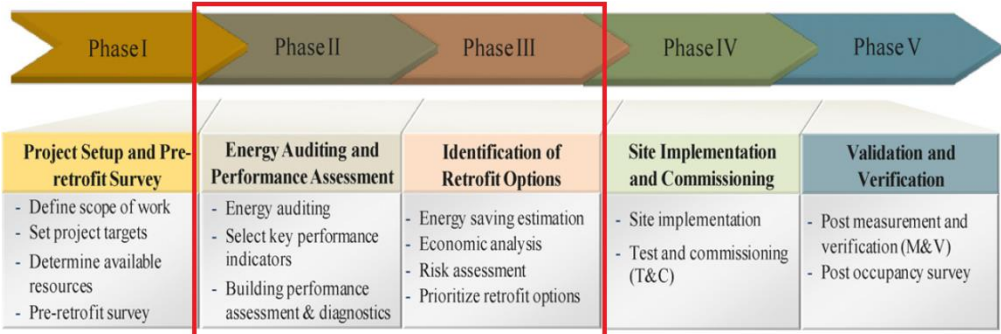 Phase I
Phase II
Phase III
Phase IV
Phase V
Project Setup and Pre-
retrofit Survey
- Define scope of work
- Set project targets
- Determine available
resources
- Pre-retrofit survey
Energy Auditing and
Performance Assessment
- Energy auditing
- Select key performance
indicators
- Building performance
assessment & diagnostics
Identification of
Retrofit Options
- Energy saving estimation
- Economic analysis
- Risk assessment
- Prioritize retrofit options
Site Implementation
and Commissioning
- Site implementation
- Test and commissioning
(T&C)
Validation and
Verification
- Post measurement and
verification (M&V)
- Post occupancy survey